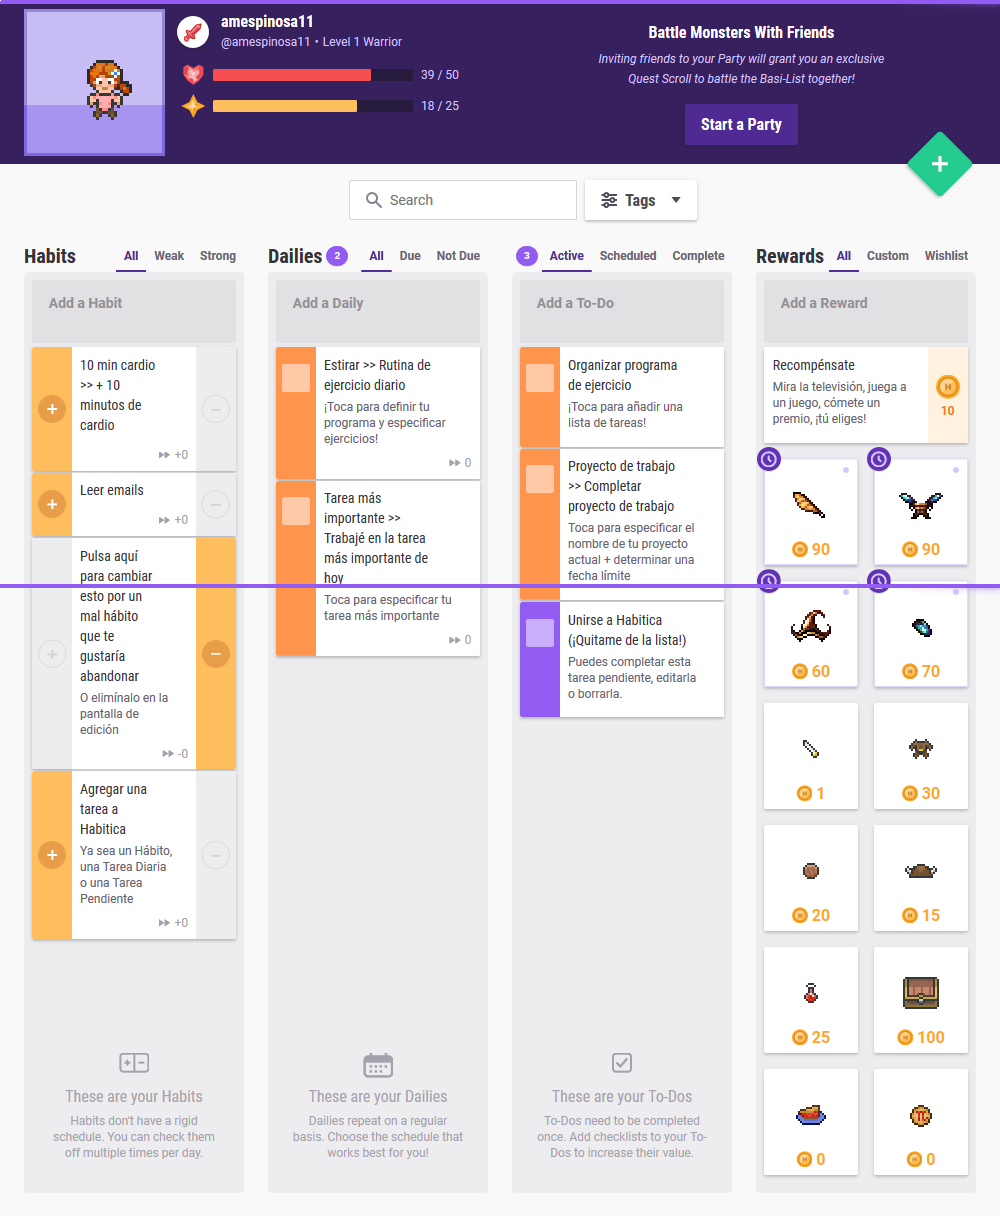 amespinosa11
@amespinosa11 • Level 1 Warrior
39 / 50
18 / 25
Battle Monsters With Friends
Inviting friends to your Party will grant you an exclusive
Quest Scroll to battle the Basi-List together!
Start a Party
Search
Tags
Habits
All Weak Strong
Add a Habit
10 min cardio
>> + 10
minutos de
cardio
+0
Leer emails
+0
Pulsa aquí
para cambiar
esto por un
mal hábito
que te
gustaría
abandonar
O elimínalo en la
pantalla de
edición
-0
Agregar una
tarea a
Habitica
Ya sea un Hábito,
una Tarea Diaria
o una Tarea
Pendiente
+0
These are your Habits
Habits don't have a rigid
schedule. You can check them
off multiple times per day.
Dailies 2
All Due Not Due
Add a Daily
Estirar >> Rutina de
ejercicio diario
¡Toca para definir tu
programa y especificar
ejercicios!
0
Tarea más
importante >>
Trabajé en la tarea
más importante de
hoy
Toca para especificar tu
tarea más importante
0
These are your Dailies
Dailies repeat on a regular
basis. Choose the schedule that
works best for you!
3
Active Scheduled Complete
Add a To-Do
Organizar programa
de ejercicio
¡Toca para añadir una
lista de tareas!
Proyecto de trabajo
>> Completar
proyecto de trabajo
Toca para especificar el
nombre de tu proyecto
actual + determinar una
fecha límite
Unirse a Habitica
(¡Quitame de la lista!)
Puedes completar esta
tarea pendiente, editarla
o borrarla.
These are your To-Dos
To-Dos need to be completed
once. Add checklists to your To-
Dos to increase their value.
Rewards
All Custom Wishlist
Add a Reward
Recompénsate
Mira la televisión, juega a
un juego, cómete un
premio, ¡tú eliges!
10
90 90
60 70
1 30
20 15
25 100
0 0